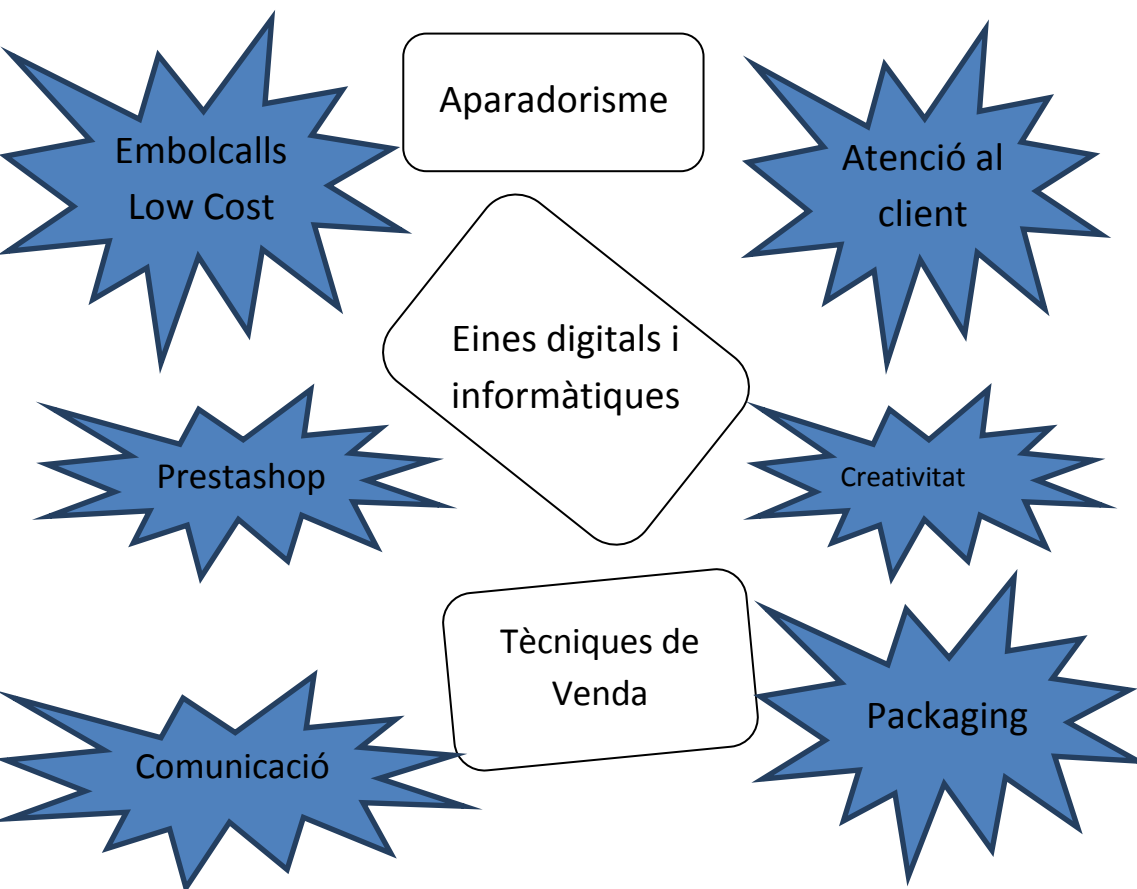 Aparadorisme
Embolcalls
Low Cost
Atenció al
client
Eines digitals i
informàtiques
Prestashop
Creativitat
Tècniques de
Venda
Packaging
Comunicació